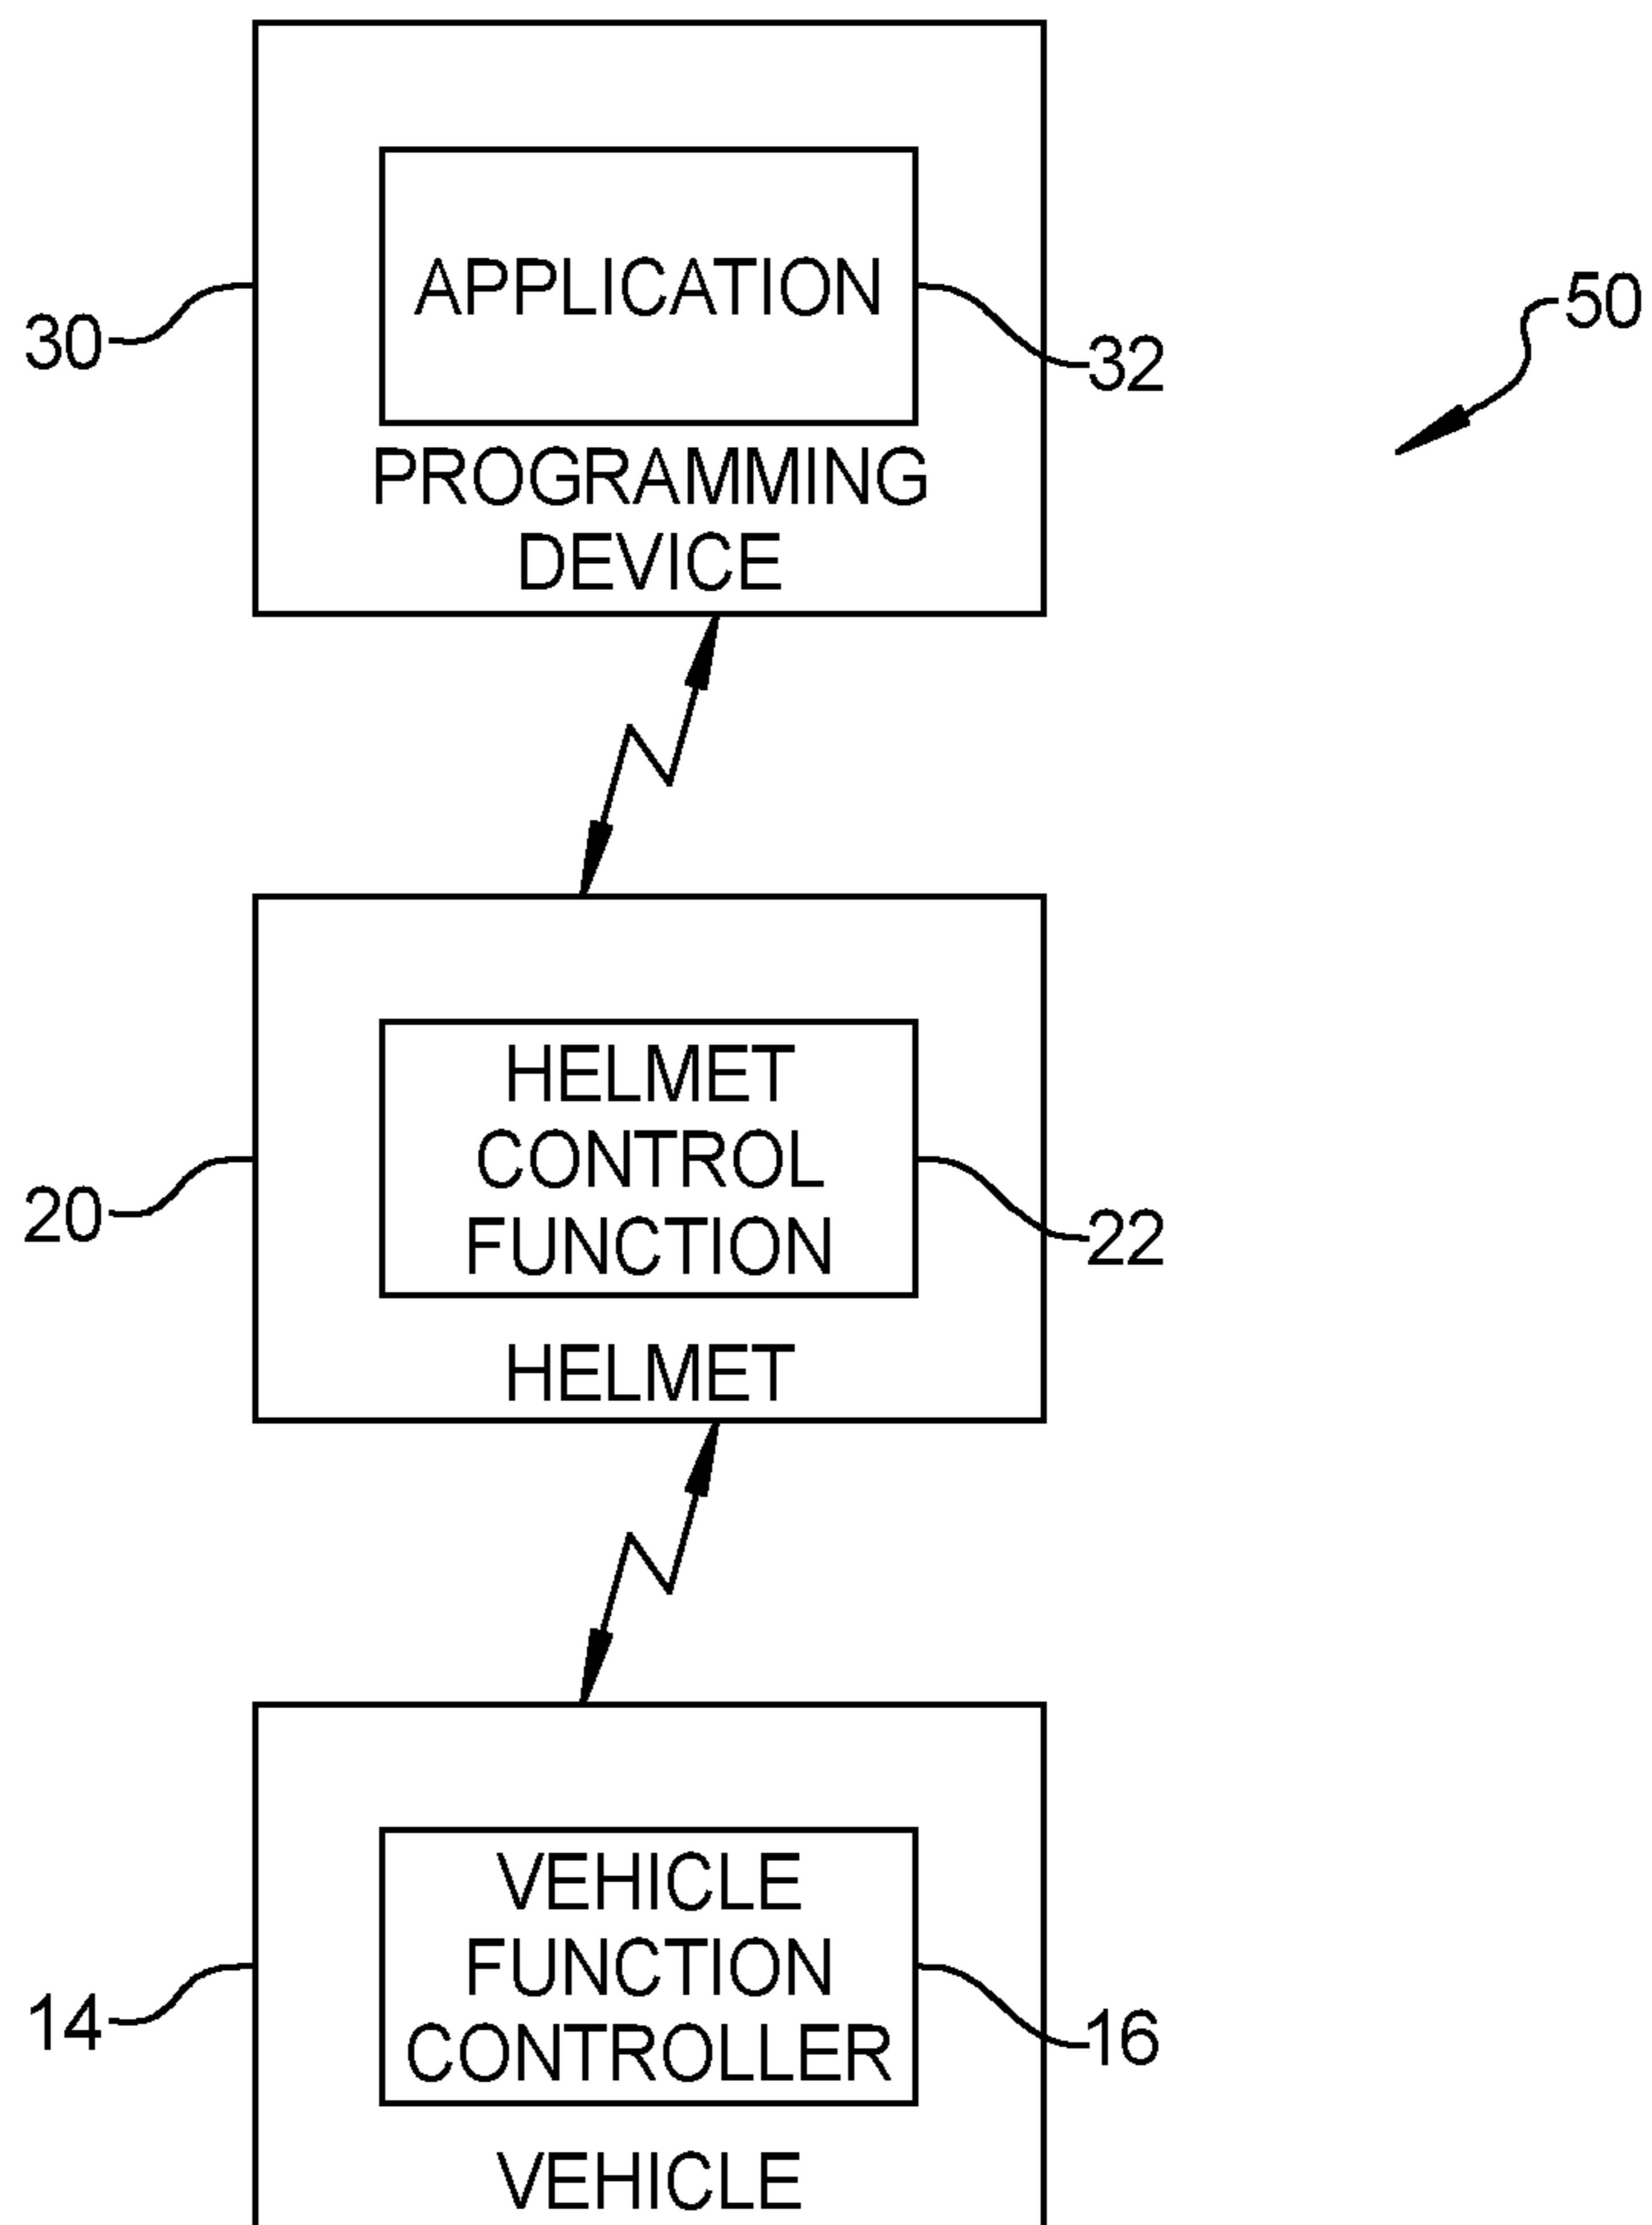 APPLICATION
30
32
50
PROGRAMMING
DEVICE
HELMET
CONTROL
FUNCTION
20
22
HELMET
VEHICLE
FUNCTION
CONTROLLER
14
16
VEHICLE